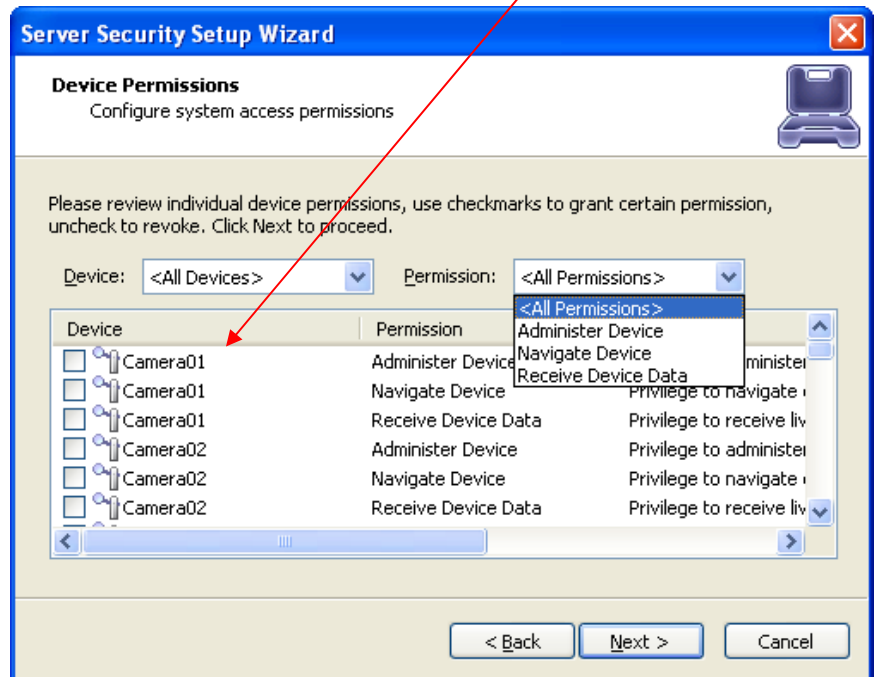 Server Security Setup Wizard
Device Permissions
Configure system access permissions
Please review individual device permissions, use checkmarks to grant certain permission,
uncheck to revoke. Click Next to proceed.
Device: <All Devices> Permission: <All Permissions>
<All Permissions>
Administer Device
Navigate Device
Receive Device Data
Device Permission
Camera01 Administer Device
Camera01 Navigate Device Privilege to navigate
Camera01 Receive Device Data Privilege to receive liv
Camera02 Administer Device Privilege to administer
Camera02 Navigate Device Privilege to navigate
Camera02 Receive Device Data Privilege to receive liv
< Back Next > Cancel